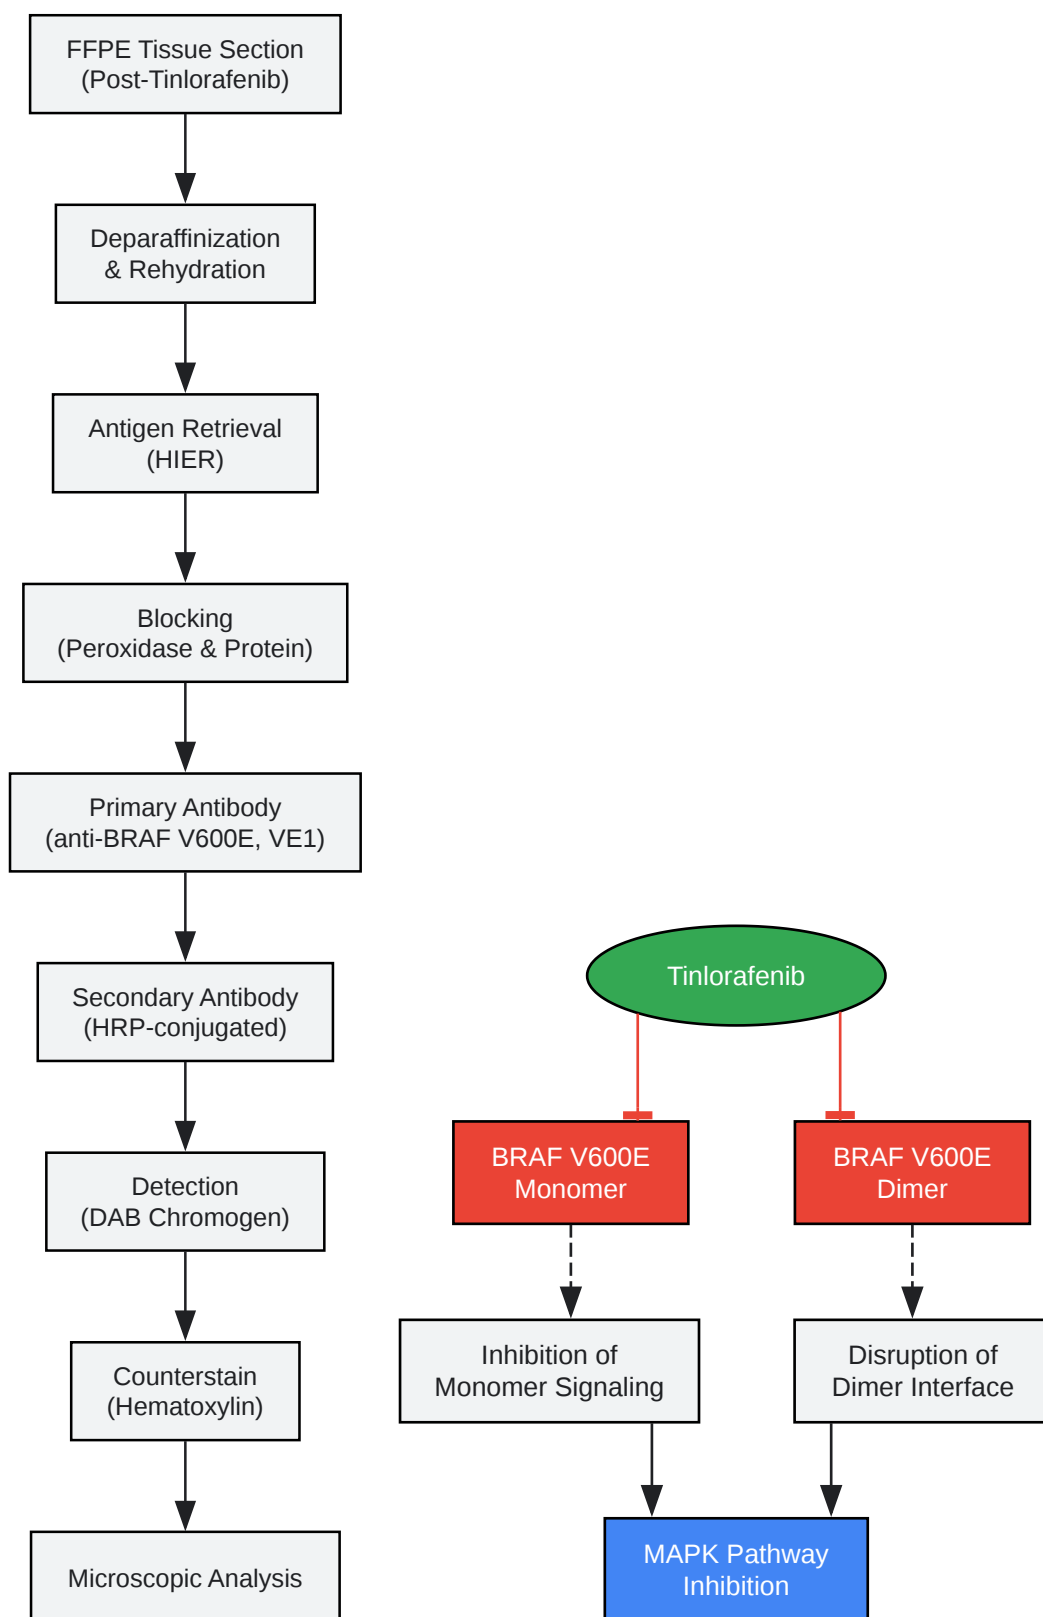 FFPE Tissue Section
(Post-Tinlorafenib)
Deparaffinization
& Rehydration
Antigen Retrieval
(HIER)
Blocking
(Peroxidase & Protein)
Primary Antibody
(anti-BRAF V600E, VE1)
Secondary Antibody
(HRP-conjugated)
Detection
(DAB Chromogen)
Counterstain
(Hematoxylin)
Microscopic Analysis
Tinlorafenib
BRAF V600E
Monomer
BRAF V600E
Dimer
Inhibition of
Monomer Signaling
Disruption of
Dimer Interface
MAPK Pathway
Inhibition